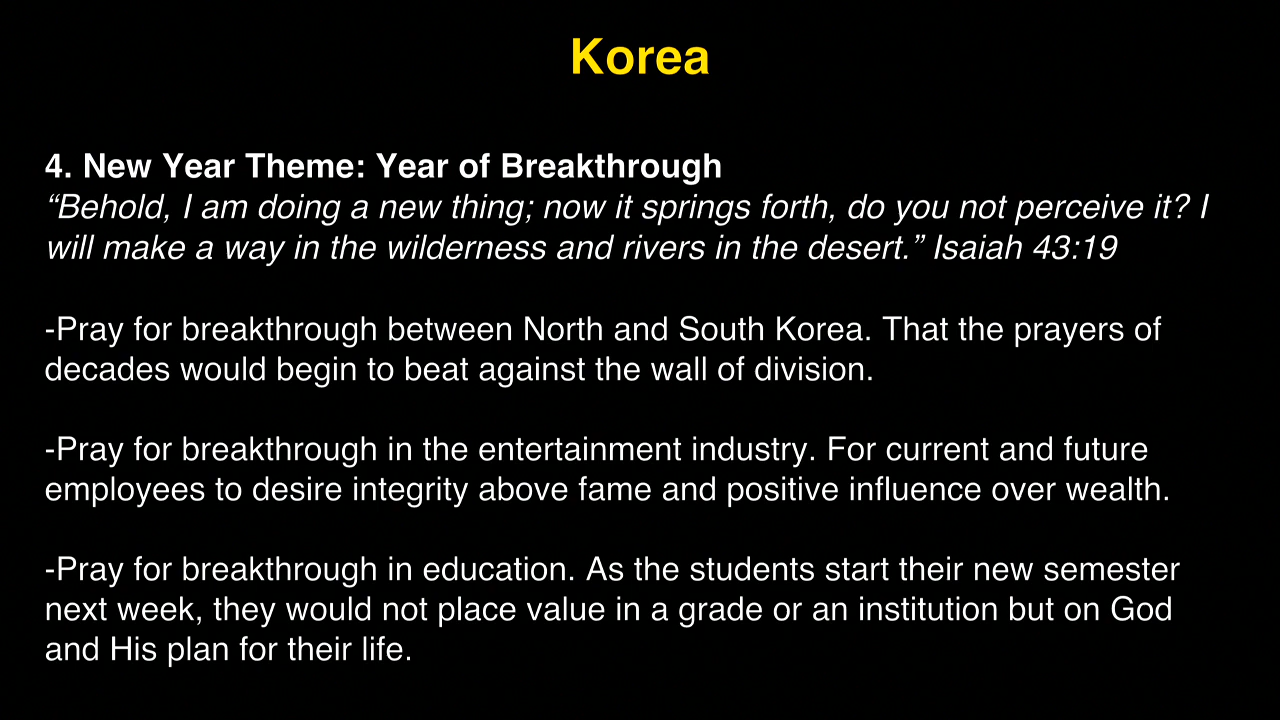 Korea
4. New Year Theme: Year of Breakthrough
“Behold, I am doing a new thing; now it springs forth, do you not perceive it? I
will make a way in the wilderness and rivers in the desert.” Isaiah 43:19
-Pray for breakthrough between North and South Korea. That the prayers of
decades would begin to beat against the wall of division.
-Pray for breakthrough in the entertainment industry. For current and future
employees to desire integrity above fame and positive influence over wealth.
-Pray for breakthrough in education. As the students start their new semester
next week, they would not place value in a grade or an institution but on God
and His plan for their life.